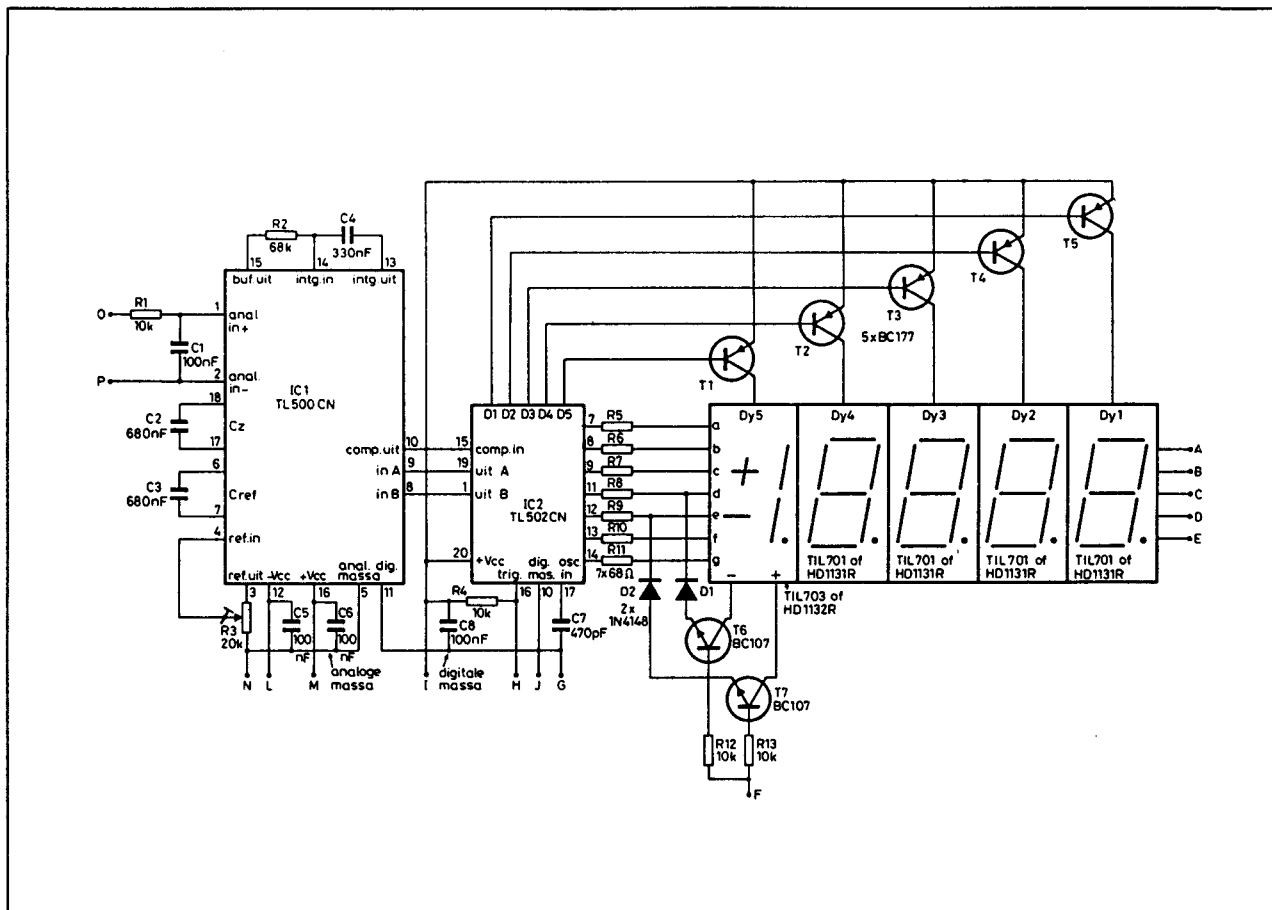 R2
68k
C4
330nF
15
14
13
buf.uit
intg.in
intg.uit
O
R1
10k
1
anal
in+
C1
100nF
P
2
anal.
in-
IC1
TL500CN
18
C2
680nF
Cz
17
6
C3
680nF
Cref
7
4
ref.in
comp.uit
10
in A
9
in B
8
ref.uit
-Vcc
+Vcc
anal.
massa
dig.
3
12
16
5
11
R3
20k
C5
100
nF
C6
100
nF
analoge
massa
N
L
M
D1
D2
D3
D4
D5
15
comp.in
19
uit A
1
uit B
IC2
TL502CN
20
+Vcc
trig.
dig.
mas.
osc
in
16
10
17
R4
10k
C8
100nF
C7
470pF
digitale
massa
I
H
J
G
7
R5
8
R6
9
R7
11
R8
12
R9
13
R10
14
R11
7x68Ω
a
b
c
d
e
f
g
T1
T2
T3
T4
T5
5xBC177
Dy5
Dy4
Dy3
Dy2
Dy1
+
-
TIL701 of
HD1131R
TIL701 of
HD1131R
TIL701 of
HD1131R
TIL701 of
HD1131R
-
+
TIL703 of
HD1132R
A
B
C
D
E
D2
2x
1N4148
D1
T6
BC107
T7
BC107
R12
10k
R13
10k
F